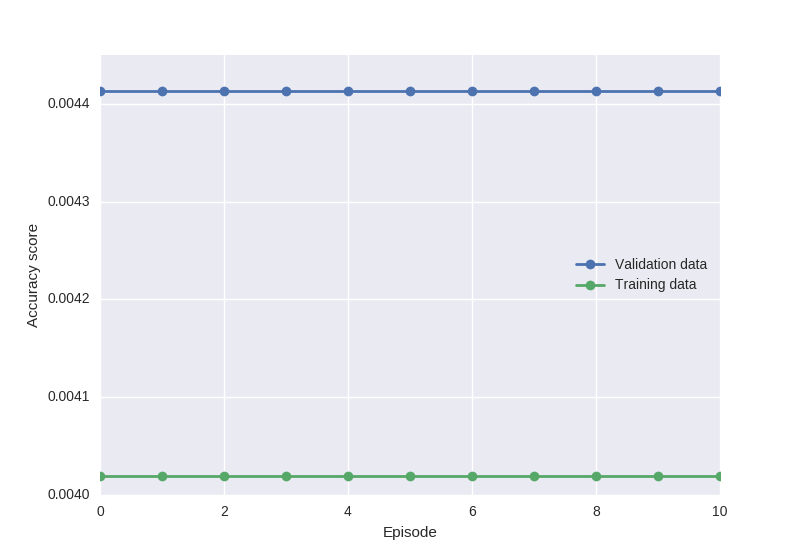 0.0044
0.0043
0.0042
0.0041
0.0040
Accuracy score
Validation data
Training data
0 2 4 6 8 10
Episode